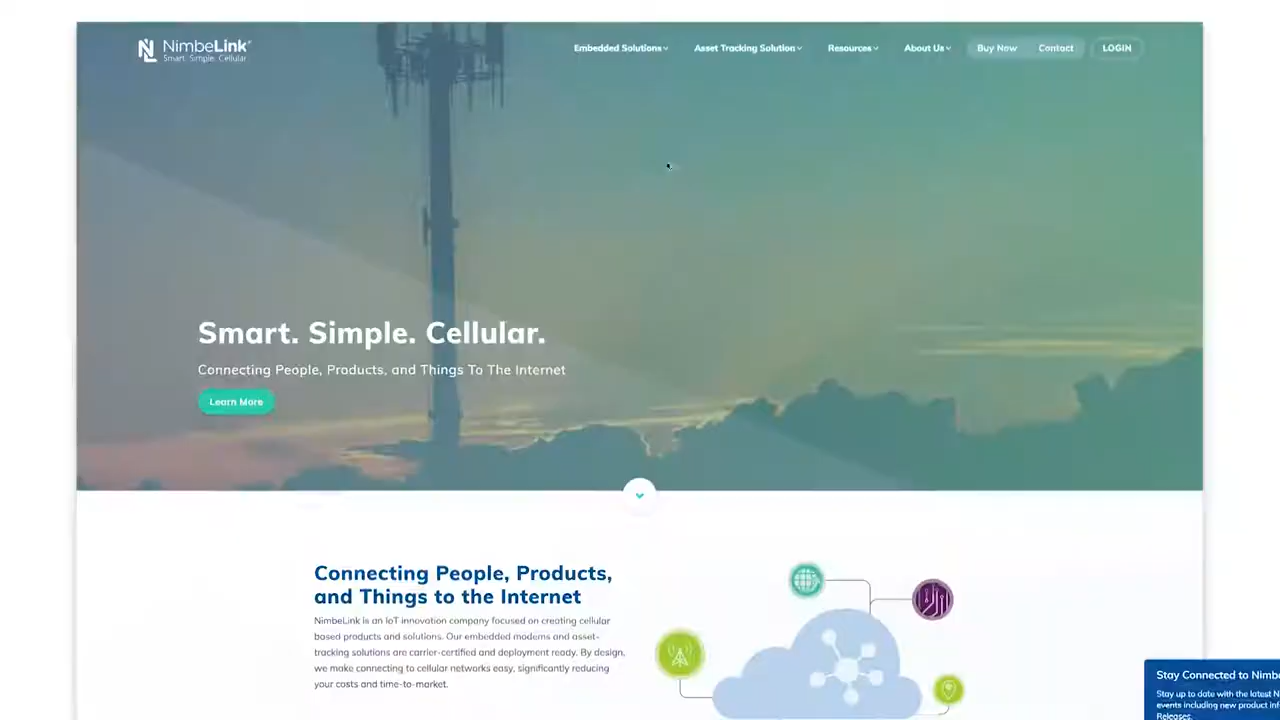 NimbeLink®
Smart. Simple. Cellular.
Embedded Solutions
Asset Tracking Solution
Resources
About Us
Buy Now
Contact
LOGIN
Smart. Simple. Cellular.
Connecting People, Products, and Things To The Internet
Learn More
Connecting People, Products,
and Things to the Internet
NimbeLink is an IoT innovation company focused on creating cellular
based products and solutions. Our embedded modems and asset-
tracking solutions are carrier-certified and deployment ready. By design,
we make connecting to cellular networks easy, significantly reducing
your costs and time-to-market.
Stay Connected to Nimbe
Stay up to date with the latest N
events including new product inf
Releases.